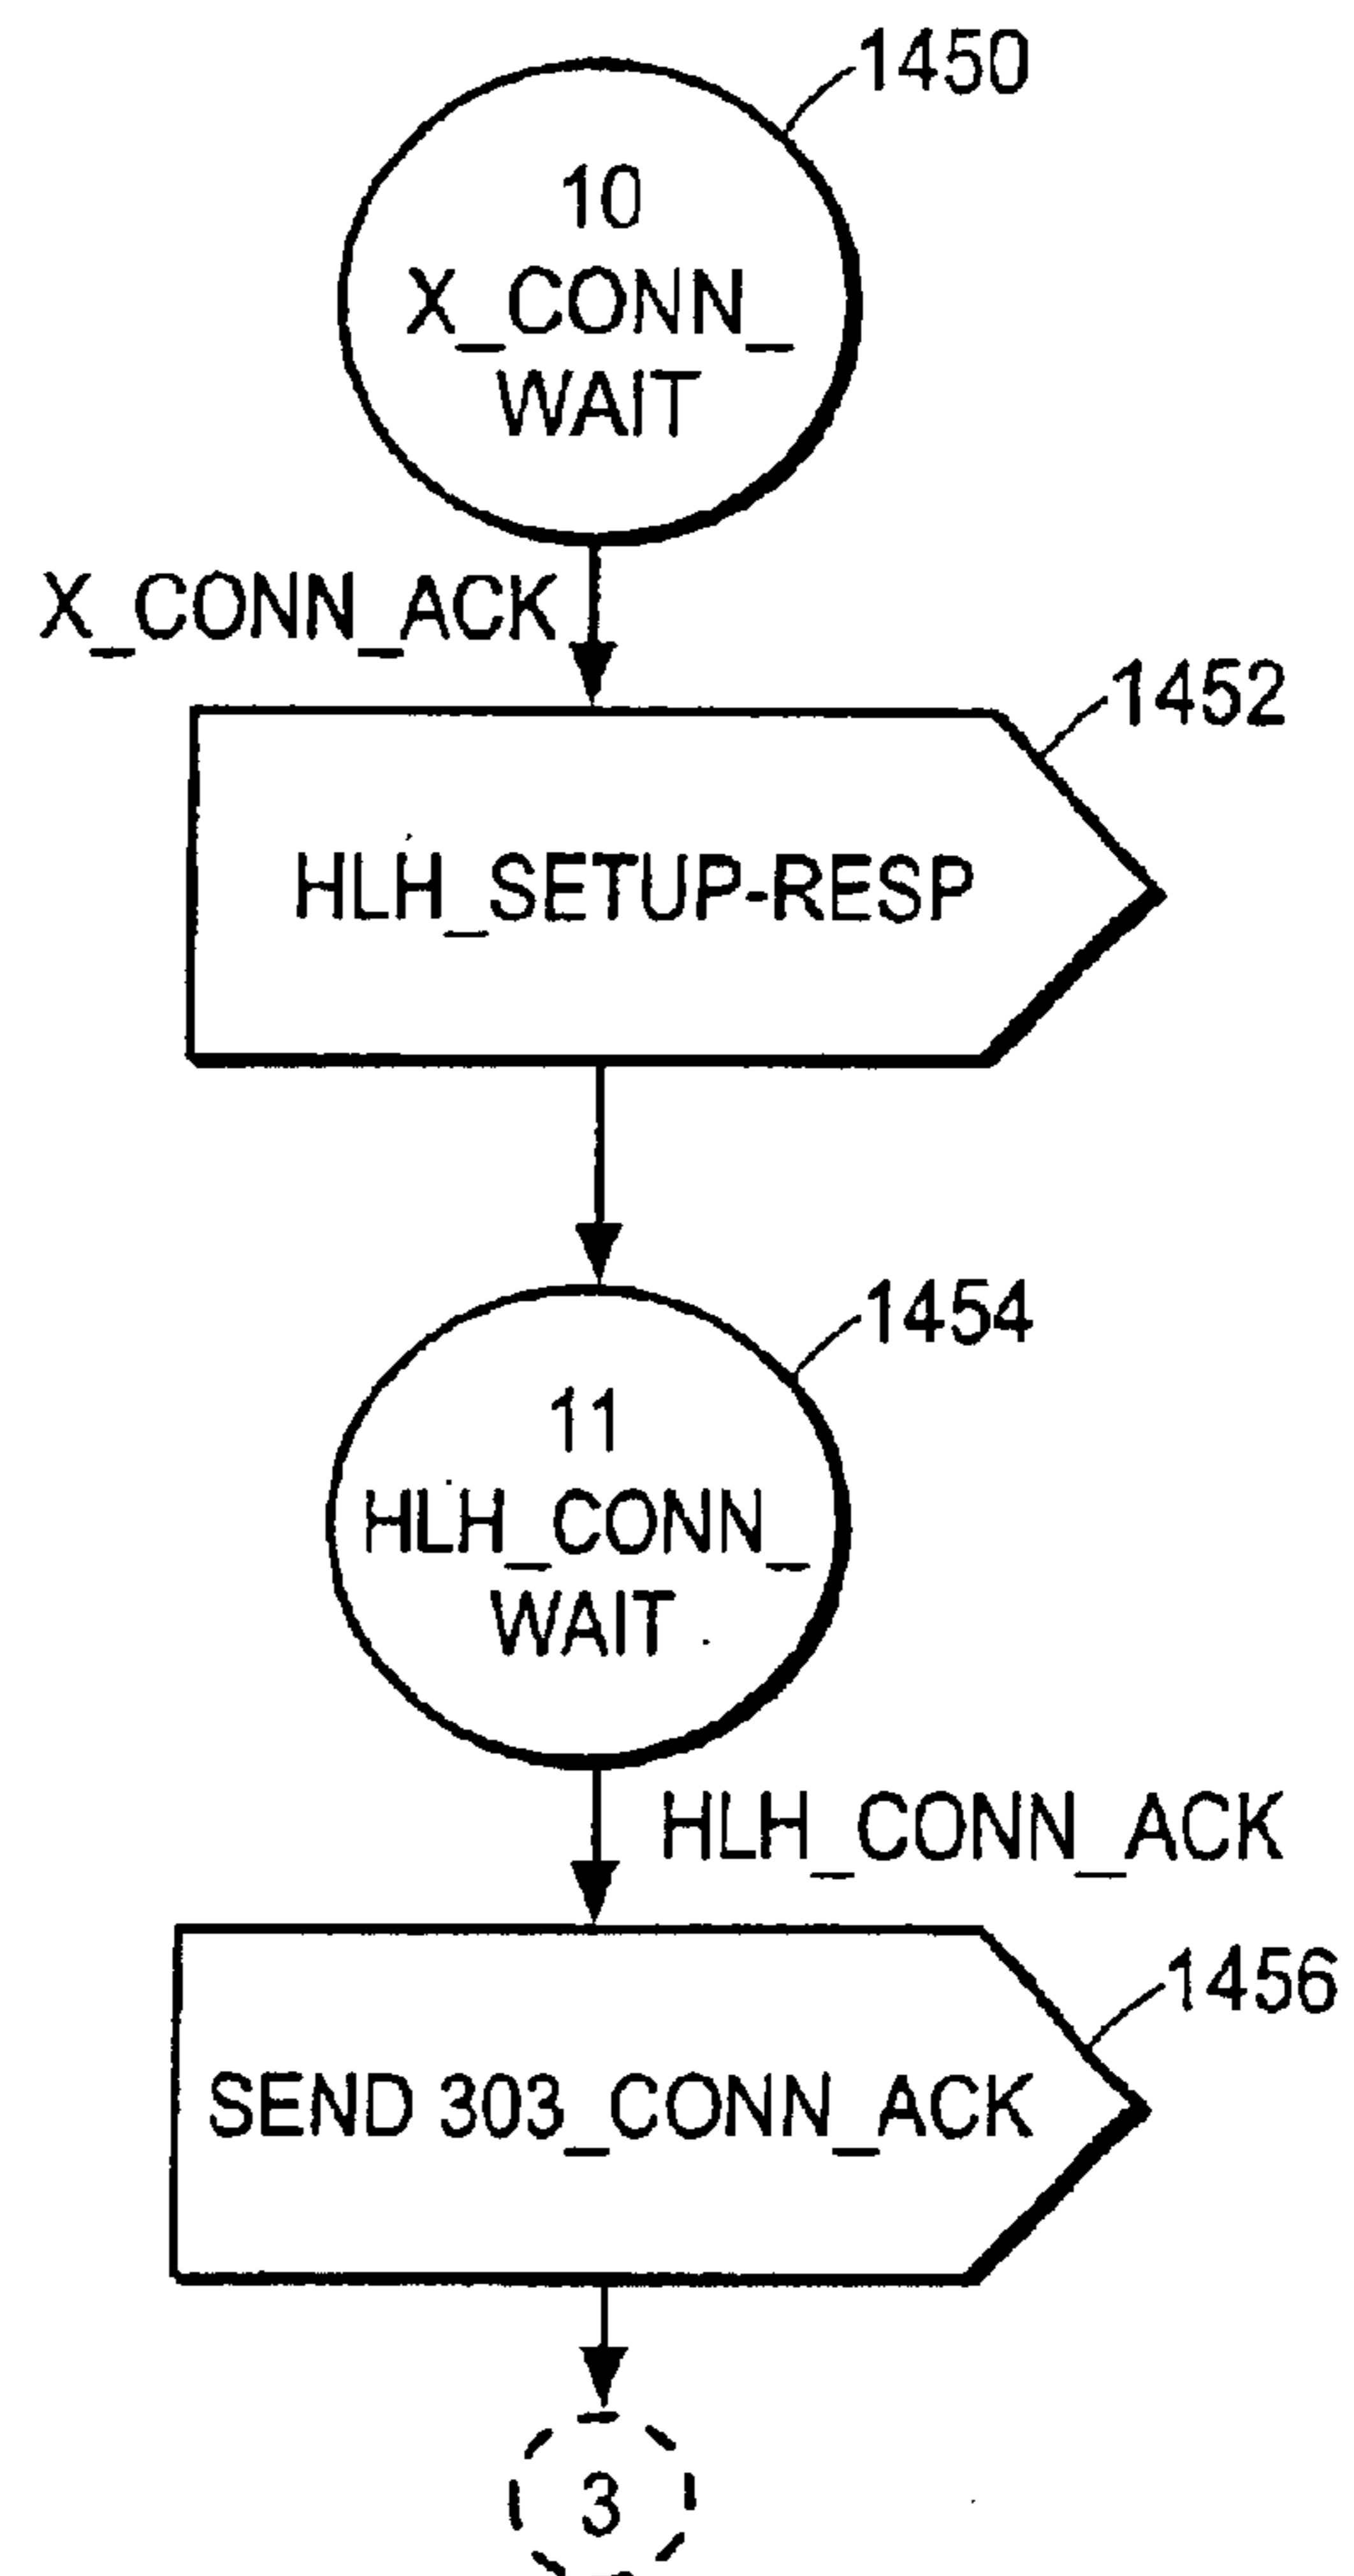 1450
10
X_CONN_
WAIT
X_CONN_ACK
1452
HLH_SETUP-RESP
1454
11
HLH_CONN_
WAIT
HLH_CONN_ACK
1456
SEND 303_CONN_ACK
3